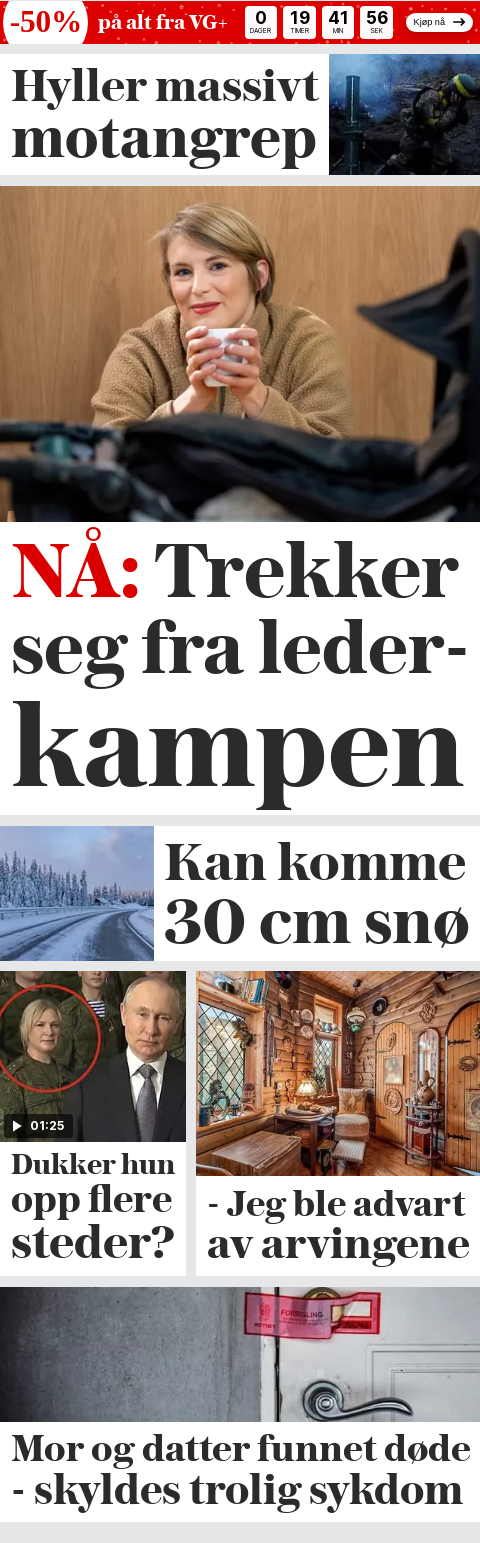 -50% på alt fra VG+
0 19 41 56
DAGER TIMER MIN SEK
Kjøp nå
Hyller massivt
motangrep
NÅ: Trekker
seg fra leder-
kampen
Kan komme
30 cm snø
01:25
Dukker hun
opp flere
steder?
- Jeg ble advart
av arvingene
FORSEGLING
Mor og datter funnet døde
- skyldes trolig sykdom